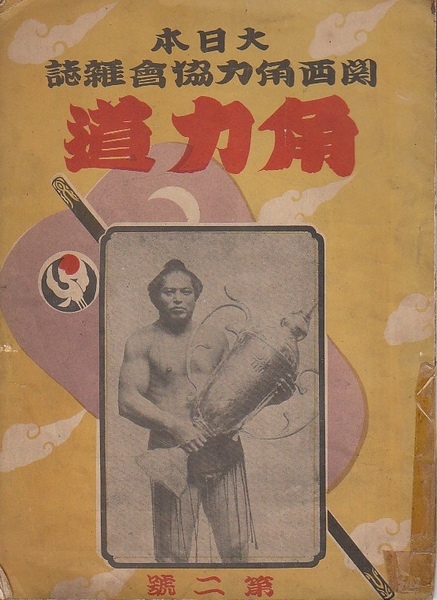 大日本
関西角力協會雑誌
角力道
第二號